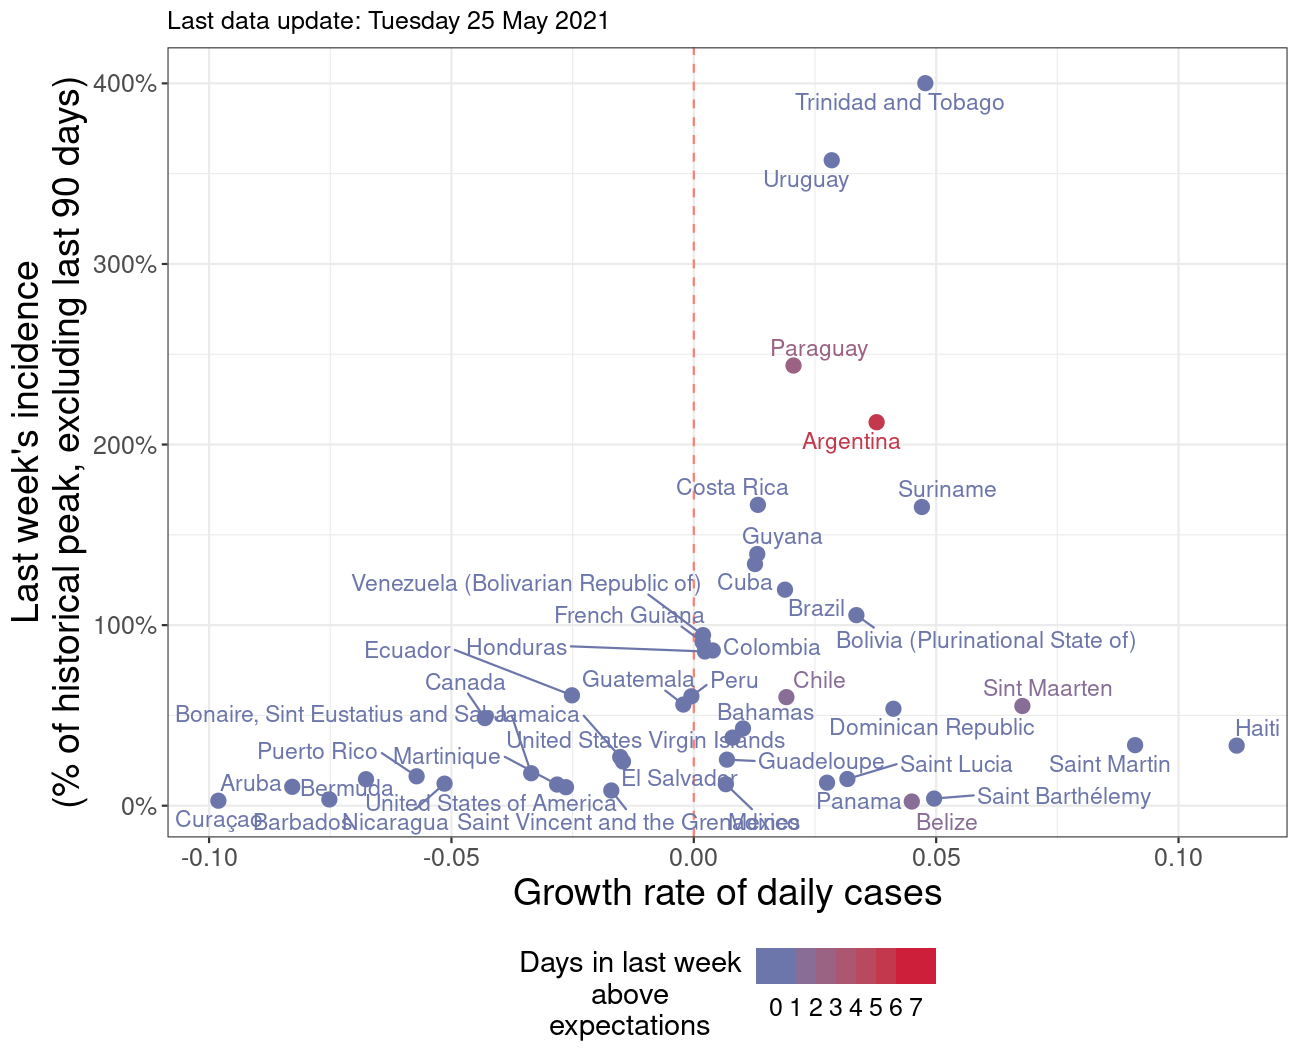 Last data update: Tuesday 25 May 2021
400%
Trinidad and Tobago
Uruguay
300%
Paraguay
200%
Argentina
Costa Rica
Suriname
Guyana
Venezuela (Bolivarian Republic of)
Cuba
Brazil
French Guiana
100%
Bolivia (Plurinational State of)
Ecuador
Honduras
Colombia
Canada
Guatemala
Peru
Chile
Sint Maarten
Bonaire, Sint Eustatius and Saba
Jamaica
Bahamas
Dominican Republic
Haiti
United States Virgin Islands
Puerto Rico
Martinique
Guadeloupe
Saint Lucia
Saint Martin
Aruba
Bermuda
El Salvador
United States of America
Panama
Saint Barthélemy
0%
Curaçao
Barbados
Nicaragua
Saint Vincent and the Grenadines
Mexico
Belize
-0.10
-0.05
0.00
0.05
0.10
Growth rate of daily cases
Last week's incidence
(% of historical peak, excluding last 90 days)
Days in last week
above
expectations
0 1 2 3 4 5 6 7